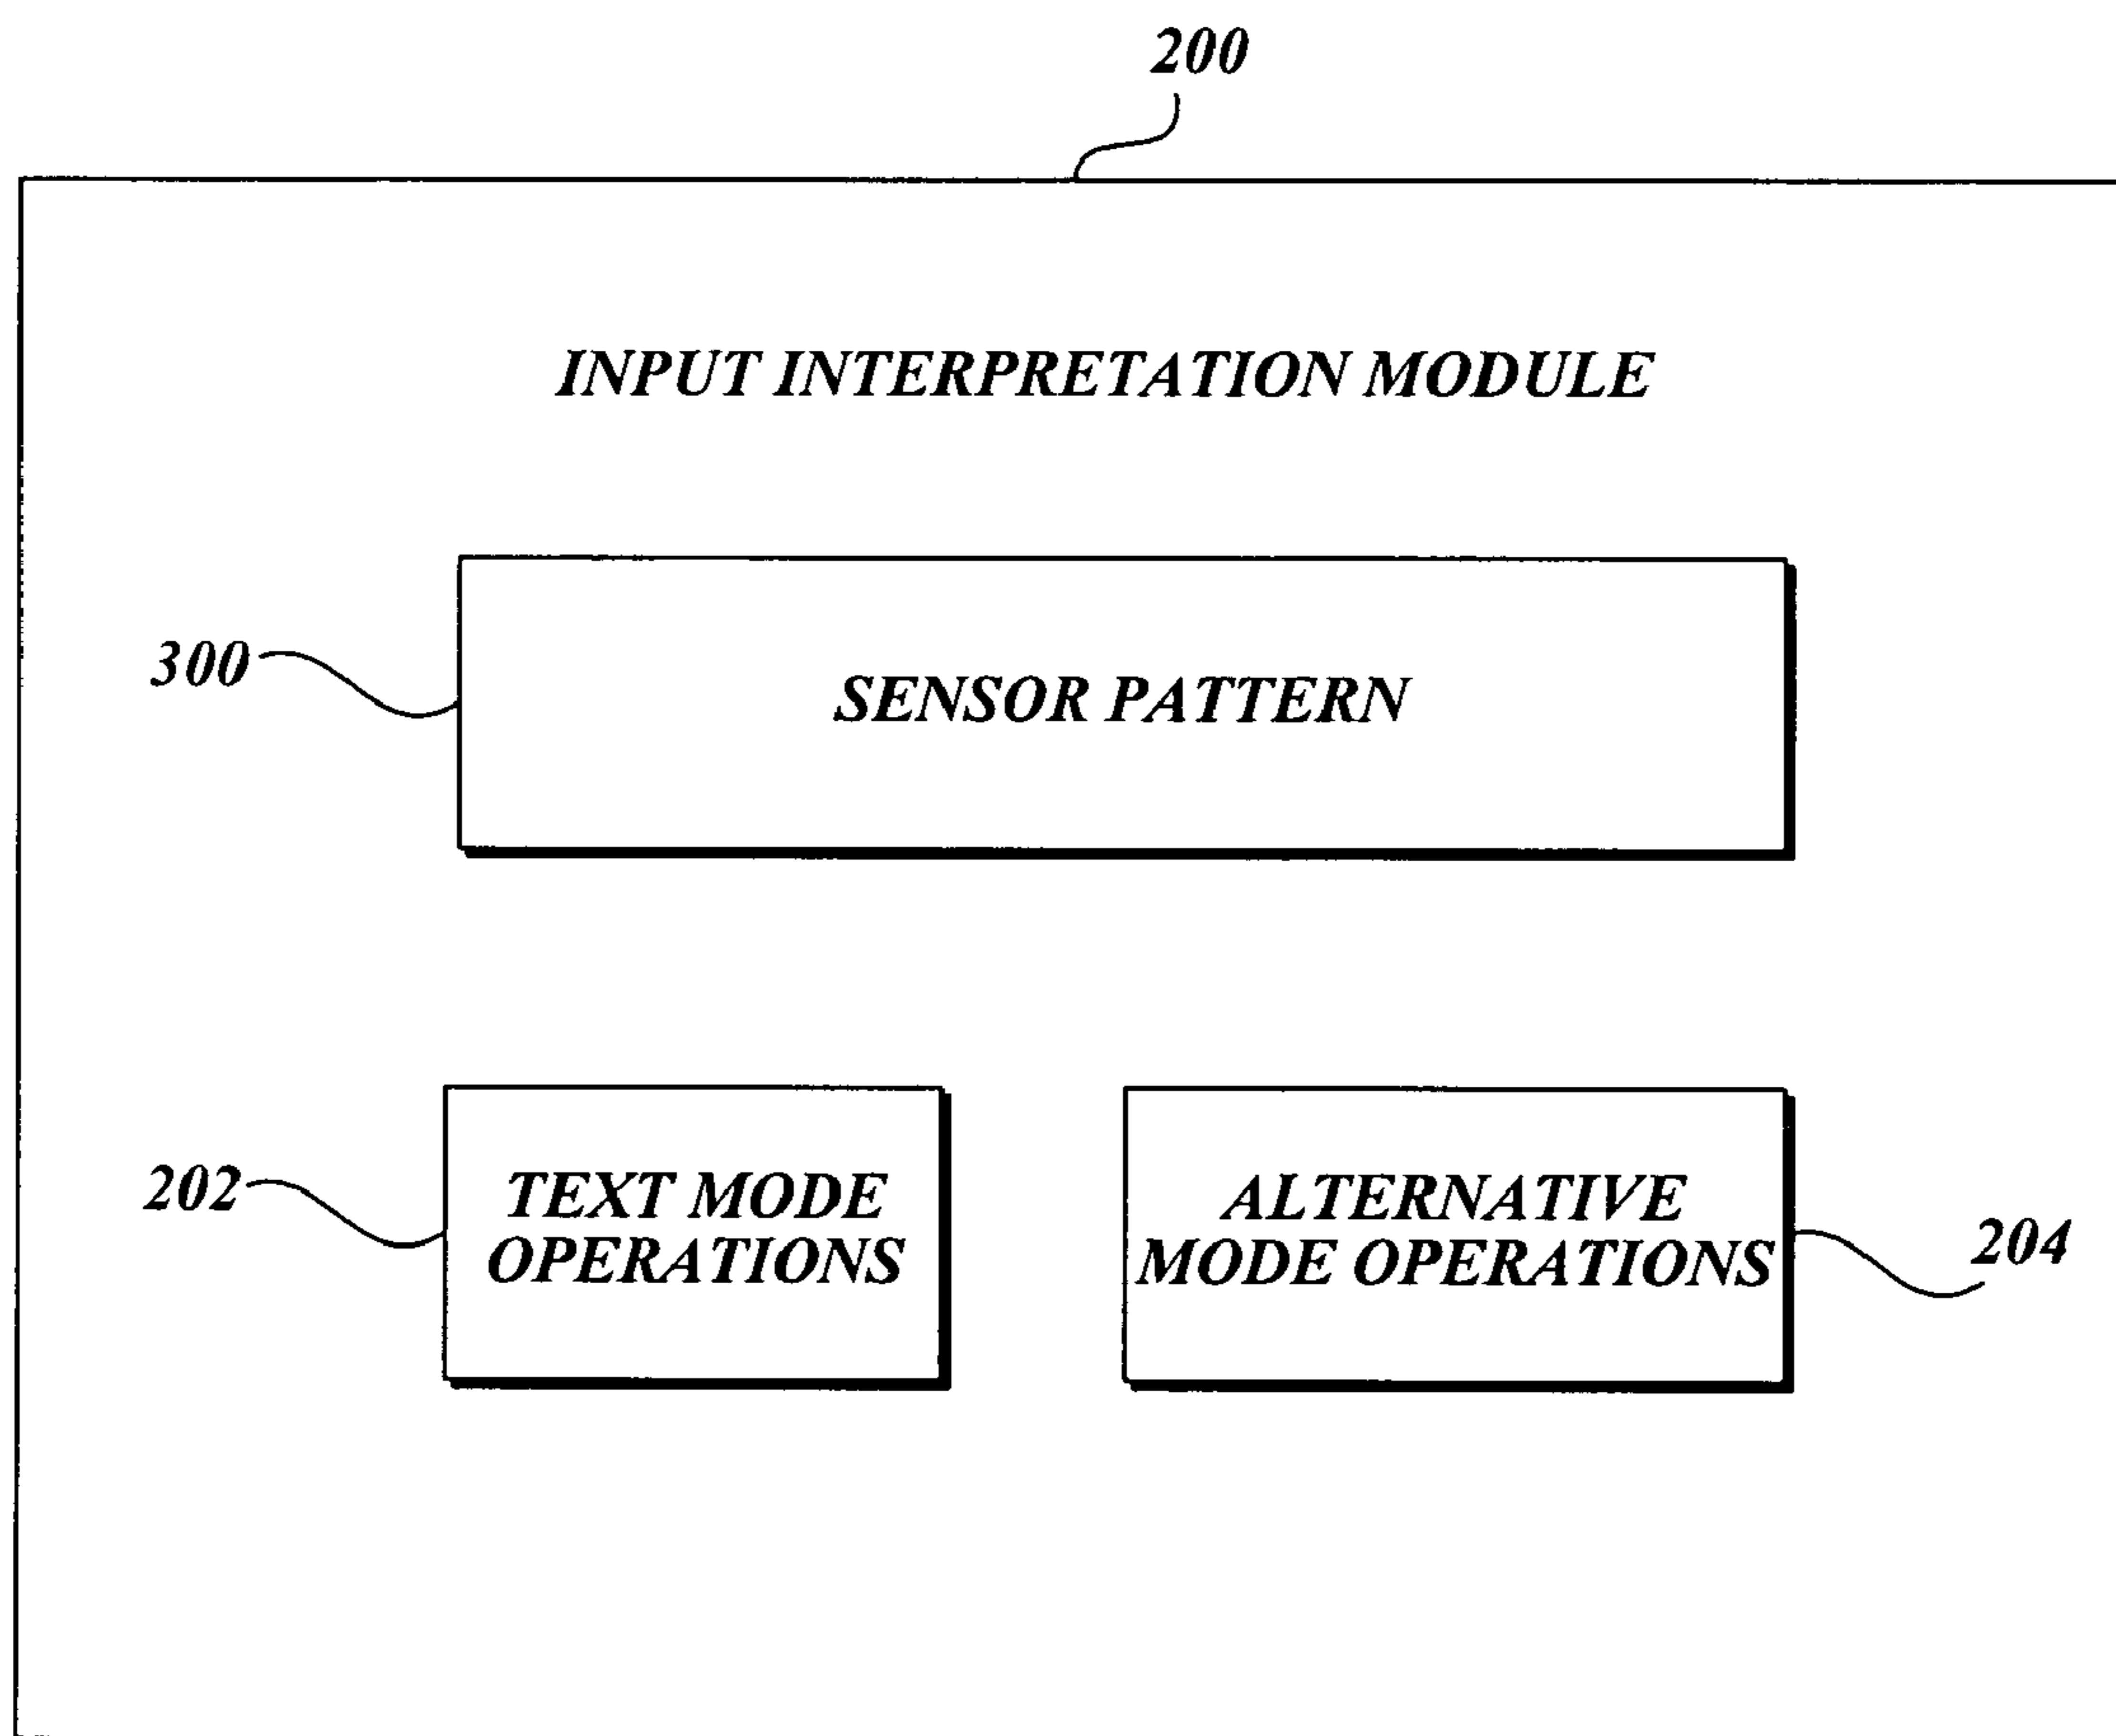 200
INPUT INTERPRETATION MODULE
300
SENSOR PATTERN
202
TEXT MODE
OPERATIONS
ALTERNATIVE
MODE OPERATIONS
204